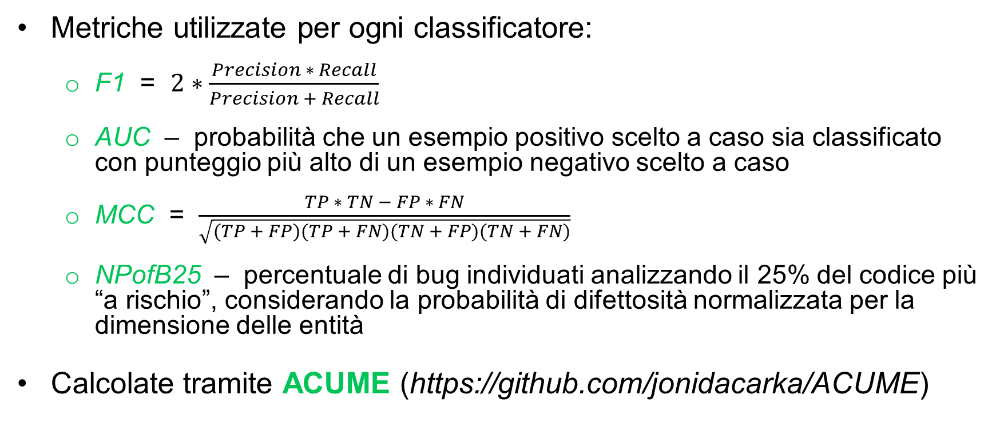 • Metriche utilizzate per ogni classificatore:
o F1 = 2 * (Precision * Recall) / (Precision + Recall)
o AUC – probabilità che un esempio positivo scelto a caso sia classificato
con punteggio più alto di un esempio negativo scelto a caso
o MCC = (TP * TN − FP * FN) / √((TP + FP)(TP + FN)(TN + FP)(TN + FN))
o NPofB25 – percentuale di bug individuati analizzando il 25% del codice più
“a rischio”, considerando la probabilità di difettosità normalizzata per la
dimensione delle entità
• Calcolate tramite ACUME (https://github.com/jonidacarka/ACUME)